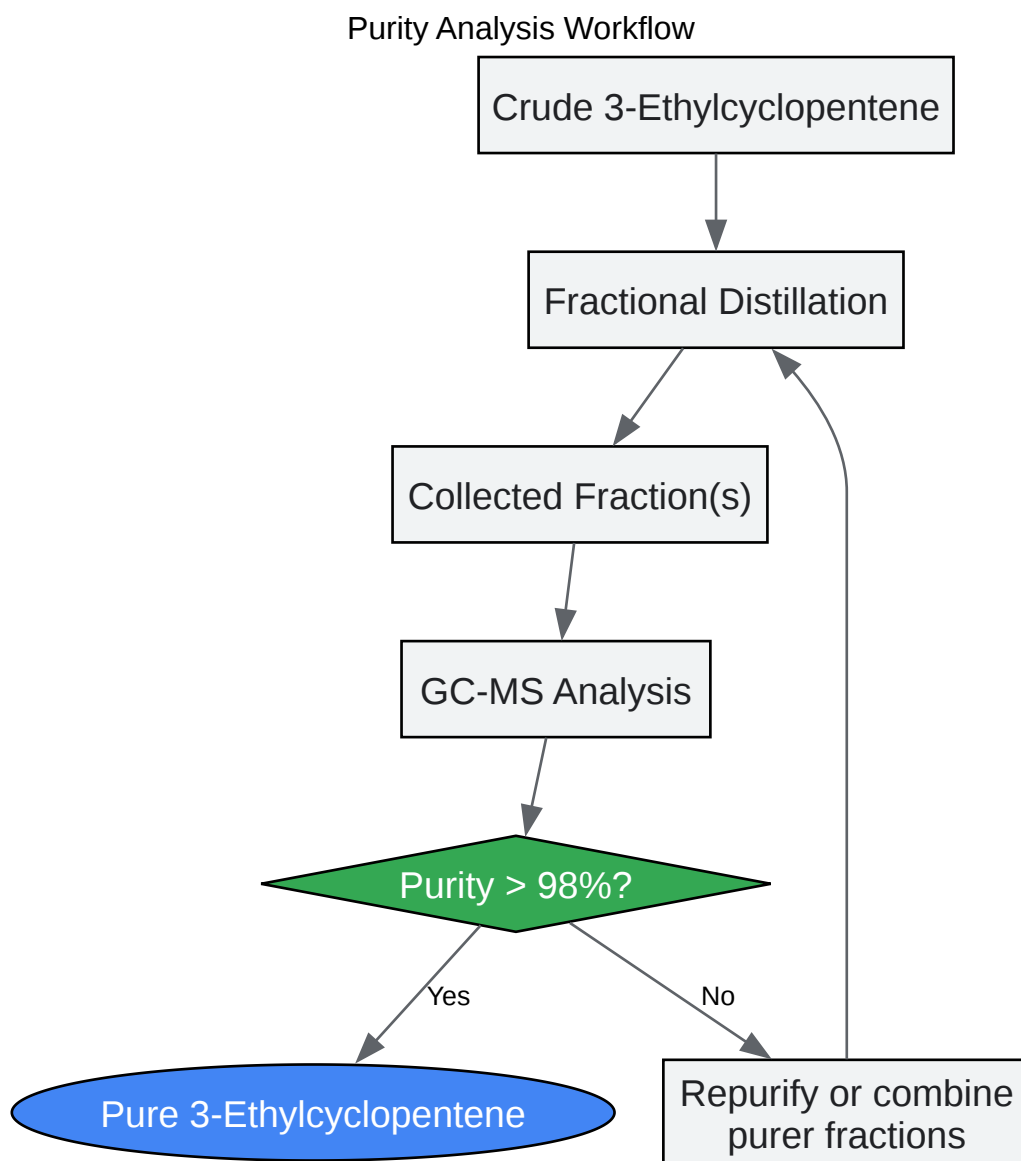 Purity Analysis Workflow
Crude 3-Ethylcyclopentene
Fractional Distillation
Collected Fraction(s)
GC-MS Analysis
Purity > 98%?
Yes
No
Pure 3-Ethylcyclopentene
Repurify or combine
purer fractions